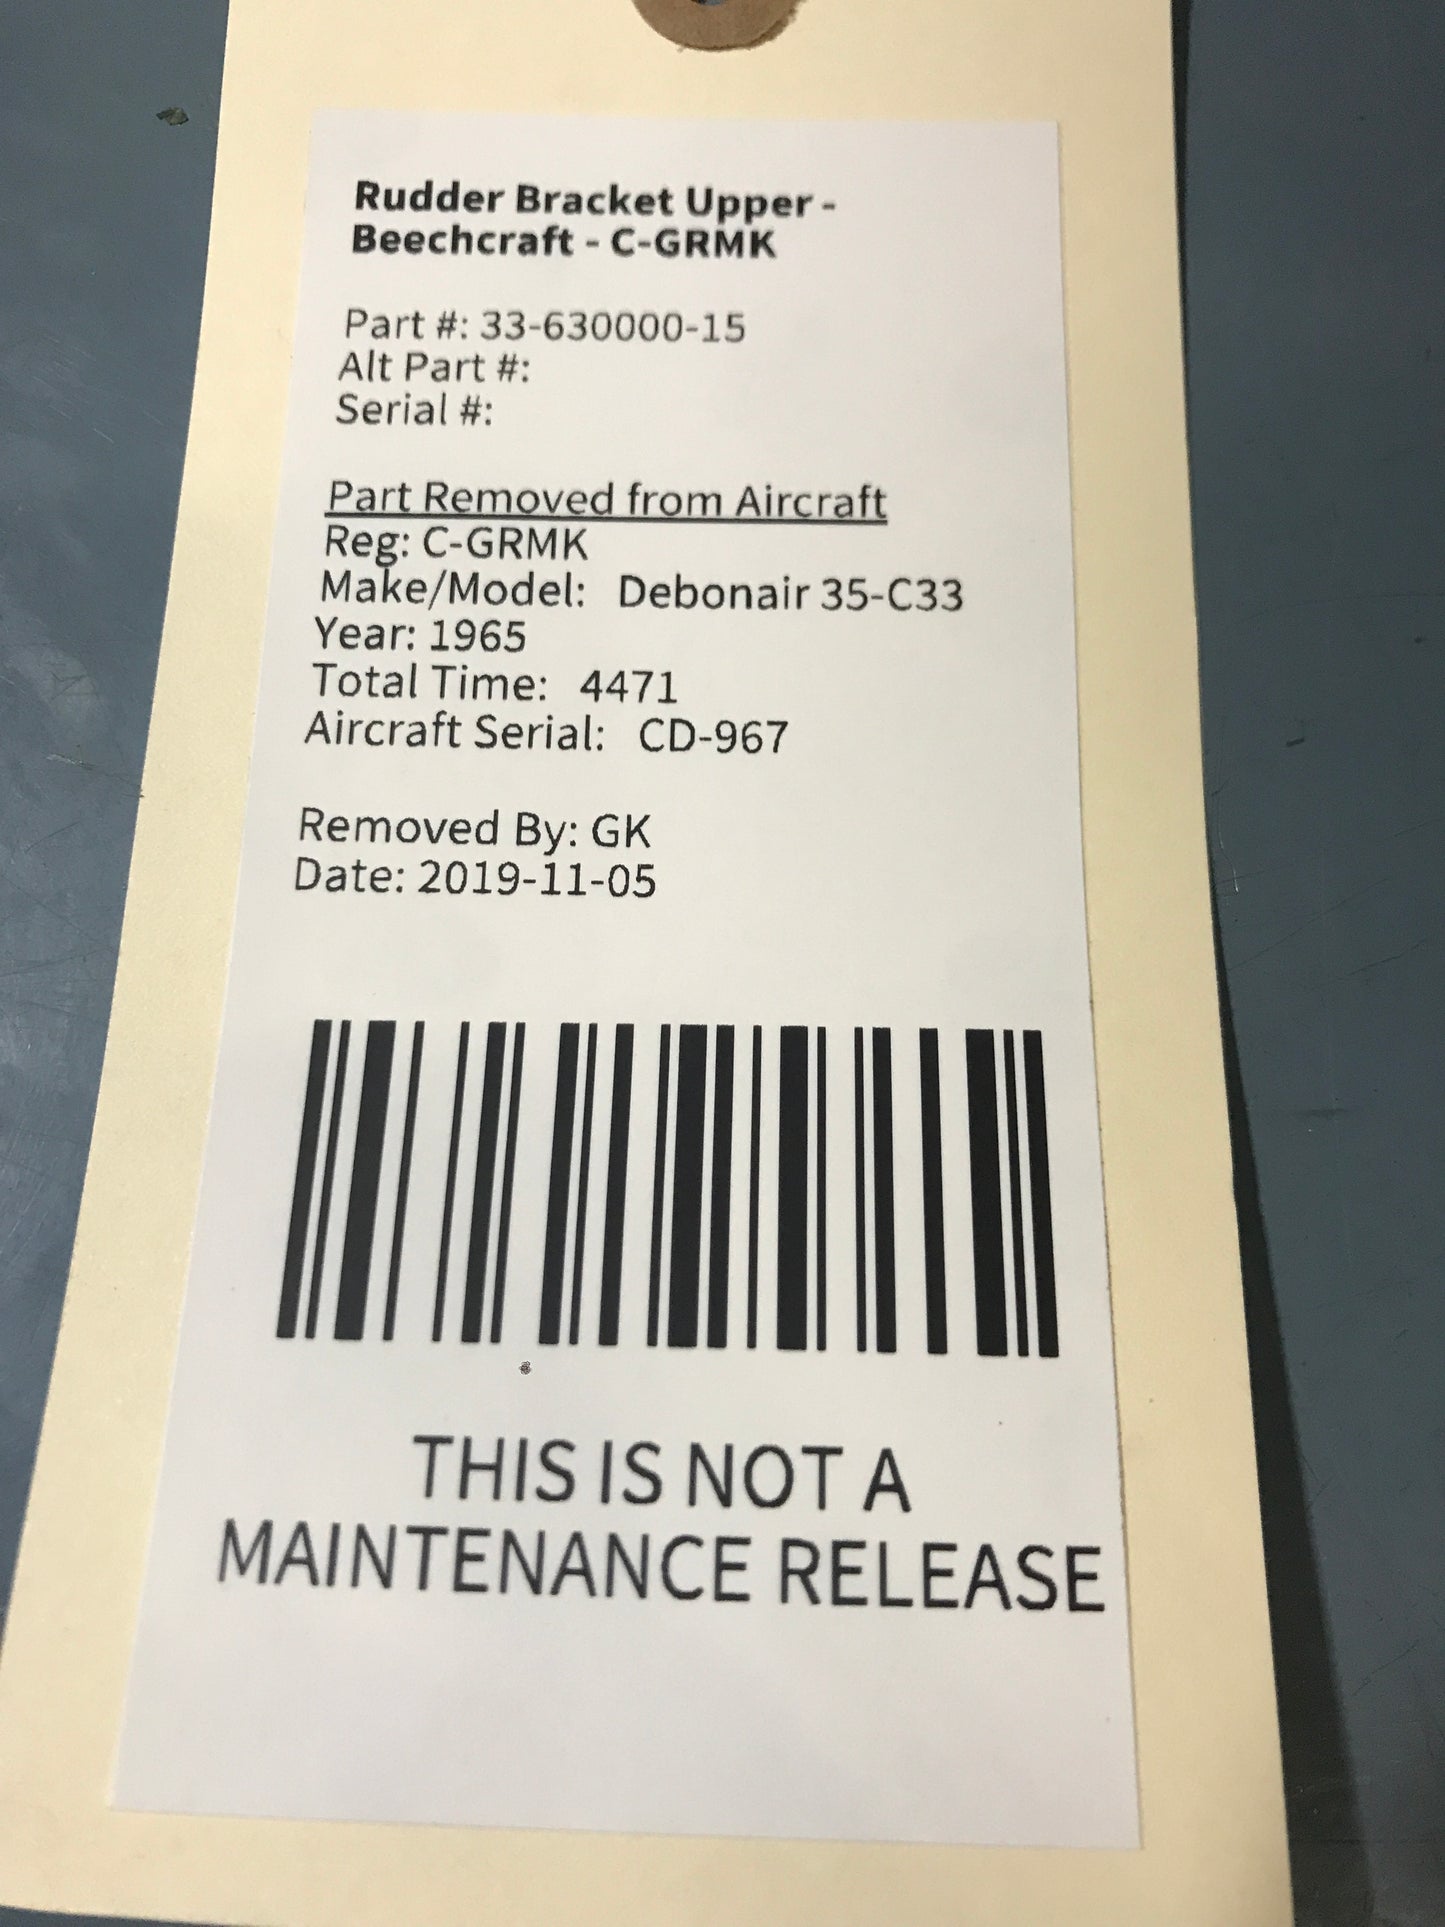 Rudder Bracket Upper -
Beechcraft - C-GRMK
Part #: 33-630000-15
Alt Part #:
Serial #:
Part Removed from Aircraft
Reg: C-GRMK
Make/Model: Debonair 35-C33
Year: 1965
Total Time: 4471
Aircraft Serial: CD-967
Removed By: GK
Date: 2019-11-05
THIS IS NOT A
MAINTENANCE RELEASE